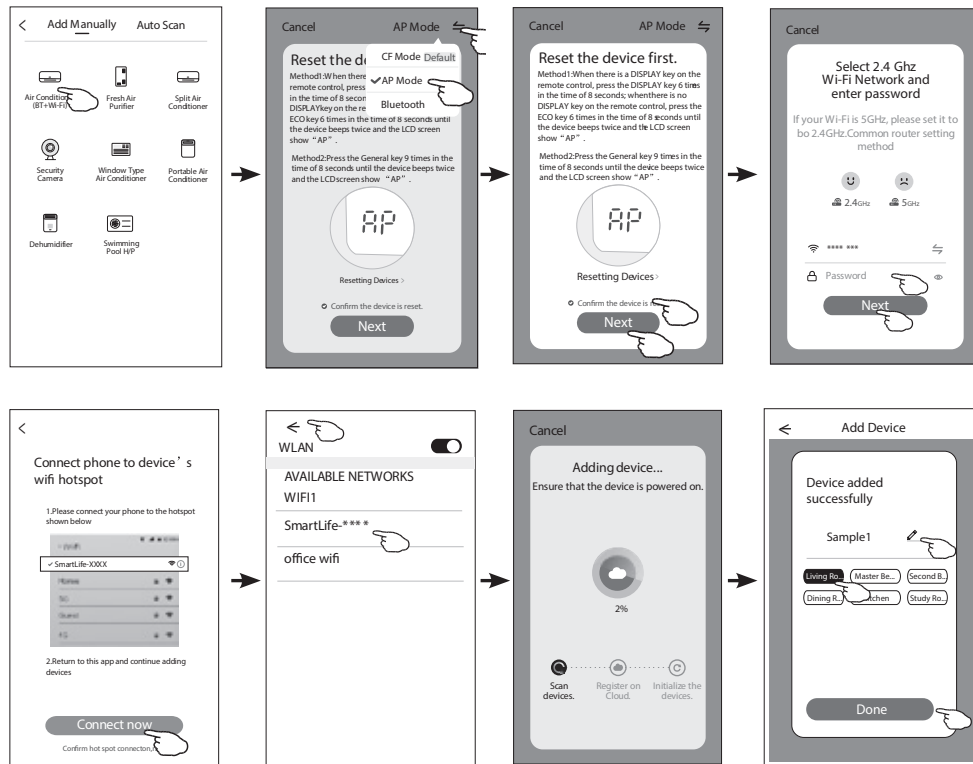 Add Manually Auto Scan
Air Condition
(BT+WI-FI)
Fresh Air
Purifier
Split Air
Conditioner
Security
Camera
Window Type
Air Conditioner
Portable Air
Conditioner
Dehumidifier
Swimming
Pool H/P
Cancel AP Mode
CF Mode Default
AP Mode
Bluetooth
Reset the de
Method1:When there
remote control, press
in the time of 8 secon
DISPLAYkey on the re
ECO key 6 times in the time of 8 seconds until
the device beeps twice and the LCD screen
show “AP”.
Method2:Press the General key 9 times in the
time of 8 seconds until the device beeps twice
and the LCDscreen show “AP”.
AP
Resetting Devices >
Confirm the device is reset.
Next
Cancel AP Mode
Reset the device first.
Method1:When there is a DISPLAY key on the
remote control, press the DISPLAY key 6 times
in the time of 8 seconds; whenthere is no
DISPLAY key on the remote control, press the
ECO key 6 times in the time of 8 seconds until
the device beeps twice and the LCD screen
show “AP”.
Method2:Press the General key 9 times in the
time of 8 seconds until the device beeps twice
and the LCD screen show “AP”.
AP
Resetting Devices >
Confirm the device is re
Next
Cancel
Select 2.4 Ghz
Wi-Fi Network and
enter password
If your Wi-Fi is 5GHz, please set it to
bo 2.4GHz.Common router setting
method
2.4GHz 5GHz
**** ***
Password
Next
Connect phone to device’s
wifi hotspot
1.Please connect your phone to the hotspot
shown below
SmartLife-XXXX
Home
5G
Guest
4G
2.Return to this app and continue adding
devices
Connect now
Confirm hot spot connecton,
WLAN
AVAILABLE NETWORKS
WIFI1
SmartLife-****
office wifi
Cancel
Adding device...
Ensure that the device is powered on.
2%
Scan
devices.
Register on
Cloud.
Initialize the
devices.
Add Device
Device added
successfully
Sample1
Living Ro... Master Be... Second B...
Dining R... tchen Study Ro...
Done